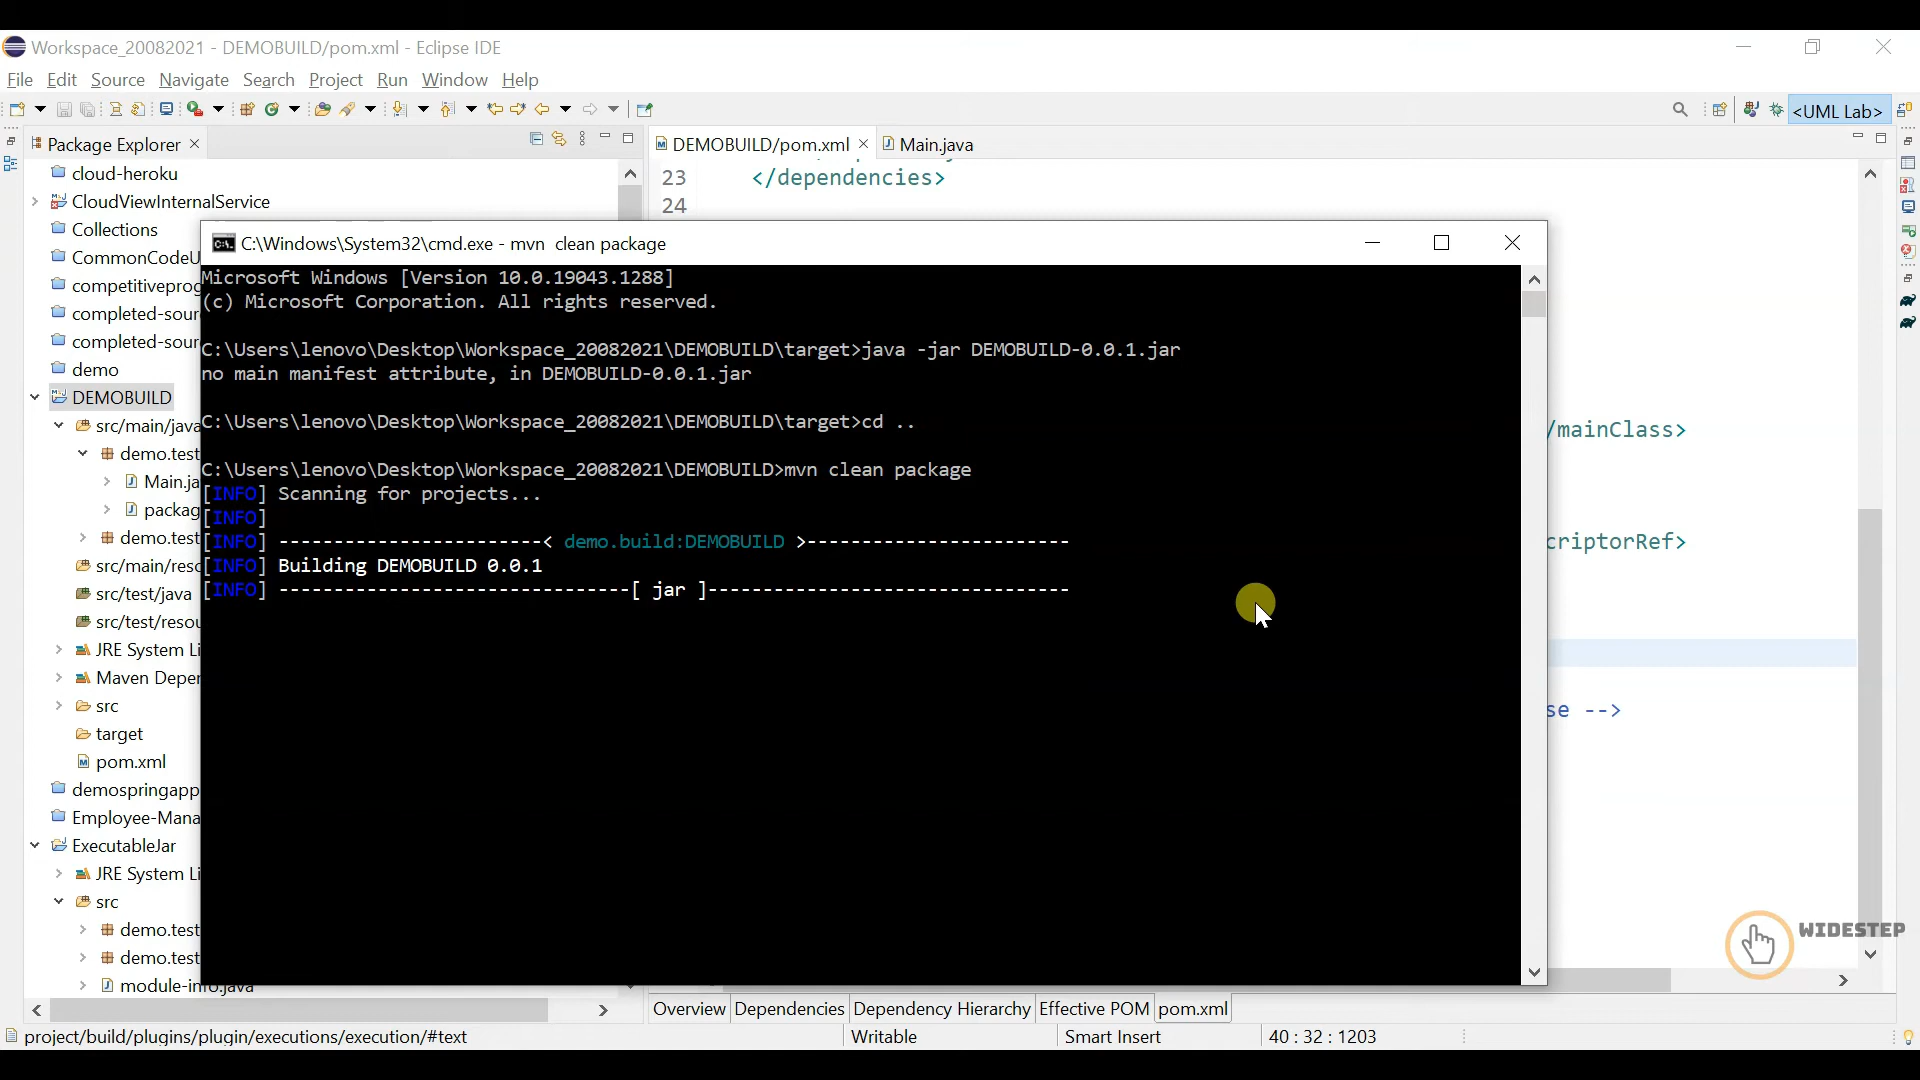 Workspace_20082021 - DEMOBUILD/pom.xml - Eclipse IDE
File Edit Source Navigate Search Project Run Window Help
<UML Lab>
Package Explorer
DEMOBUILD/pom.xml
Main.java
cloud-heroku
CloudViewInternalService
Collections
CommonCodeU
competitiveprog
completed-sour
completed-sour
demo
DEMOBUILD
src/main/java
demo.test
Main.ja
packag
demo.test
src/main/reso
src/test/java
src/test/resou
JRE System Li
Maven Deper
src
target
pom.xml
demospringapp
Employee-Mana
ExecutableJar
JRE System Li
src
demo.test
demo.test
module-info.java
23 </dependencies>
24
/mainClass>
criptorRef>
se -->
C:\Windows\System32\cmd.exe - mvn  clean package
Microsoft Windows [Version 10.0.19043.1288]
(c) Microsoft Corporation. All rights reserved.
C:\Users\lenovo\Desktop\Workspace_20082021\DEMOBUILD\target>java -jar DEMOBUILD-0.0.1.jar
no main manifest attribute, in DEMOBUILD-0.0.1.jar
C:\Users\lenovo\Desktop\Workspace_20082021\DEMOBUILD\target>cd ..
C:\Users\lenovo\Desktop\Workspace_20082021\DEMOBUILD>mvn clean package
[INFO] Scanning for projects...
[INFO]
[INFO] ------------------------< demo.build:DEMOBUILD >------------------------
[INFO] Building DEMOBUILD 0.0.1
[INFO] --------------------------------[ jar ]---------------------------------
WIDESTEP
Overview Dependencies Dependency Hierarchy Effective POM pom.xml
project/build/plugins/plugin/executions/execution/#text
Writable
Smart Insert
40 : 32 : 1203